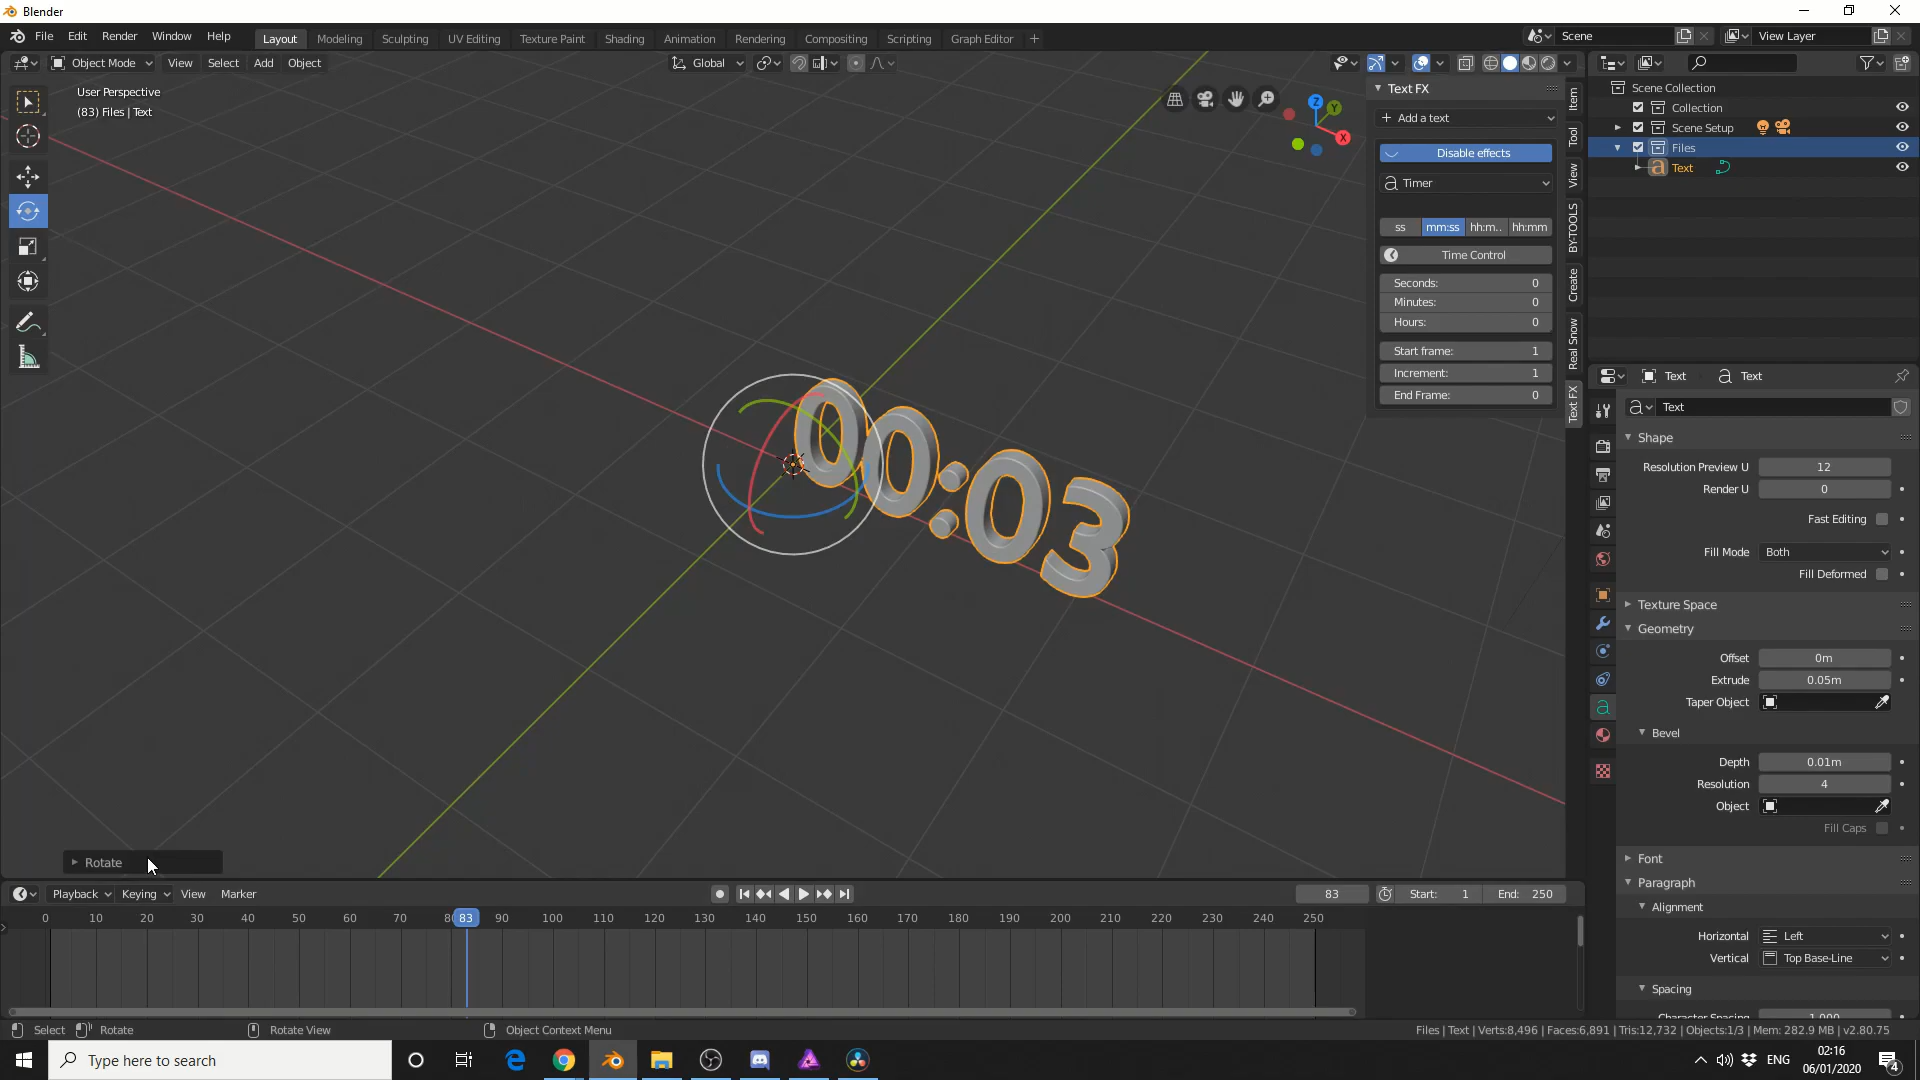 Blender
File Edit Render Window Help
Layout Modeling Sculpting UV Editing Texture Paint Shading Animation Rendering Compositing Scripting Graph Editor +
Scene
View Layer
Object Mode View Select Add Object
Global
User Perspective
(83) Files | Text
Z
Y
X
00:03
Text FX
Add a text
Disable effects
Timer
ss mm:ss hh:m.. hh:mm
Time Control
Seconds: 0
Minutes: 0
Hours: 0
Start frame: 1
Increment: 1
End Frame: 0
Item
Tool
View
BY-TOOLS
Create
Real Snow
Text FX
Scene Collection
Collection
Scene Setup
Files
Text
Text Text
Text
Shape
Resolution Preview U 12
Render U 0
Fast Editing
Fill Mode Both
Fill Deformed
Texture Space
Geometry
Offset 0m
Extrude 0.05m
Taper Object
Bevel
Depth 0.01m
Resolution 4
Object
Fill Caps
Font
Paragraph
Alignment
Horizontal Left
Vertical Top Base-Line
Spacing
Character Spacing 1.000
Rotate
Playback Keying View Marker
83 Start: 1 End: 250
0 10 20 30 40 50 60 70 80 83 90 100 110 120 130 140 150 160 170 180 190 200 210 220 230 240 250
Select Rotate Rotate View Object Context Menu
Files | Text | Verts:8,496 | Faces:6,891 | Tris:12,732 | Objects:1/3 | Mem: 282.9 MB | v2.80.75
Type here to search
ENG
02:16
06/01/2020
4